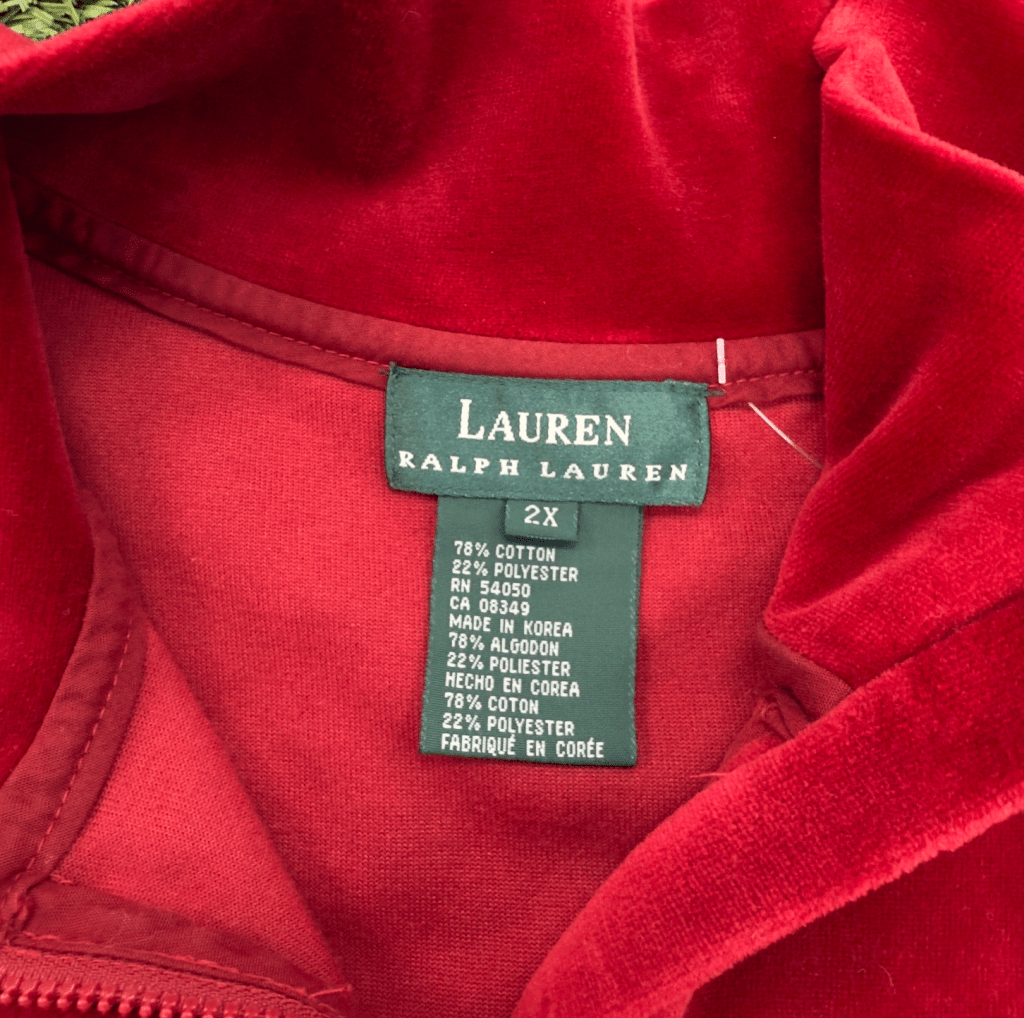 LAUREN
RALPH LAUREN
2X
78% COTTON
22% POLYESTER
RN 54050
CA 08349
MADE IN KOREA
78% ALGODON
22% POLIESTER
HECHO EN COREA
78% COTON
22% POLYESTER
FABRIQUÉ EN CORÉE